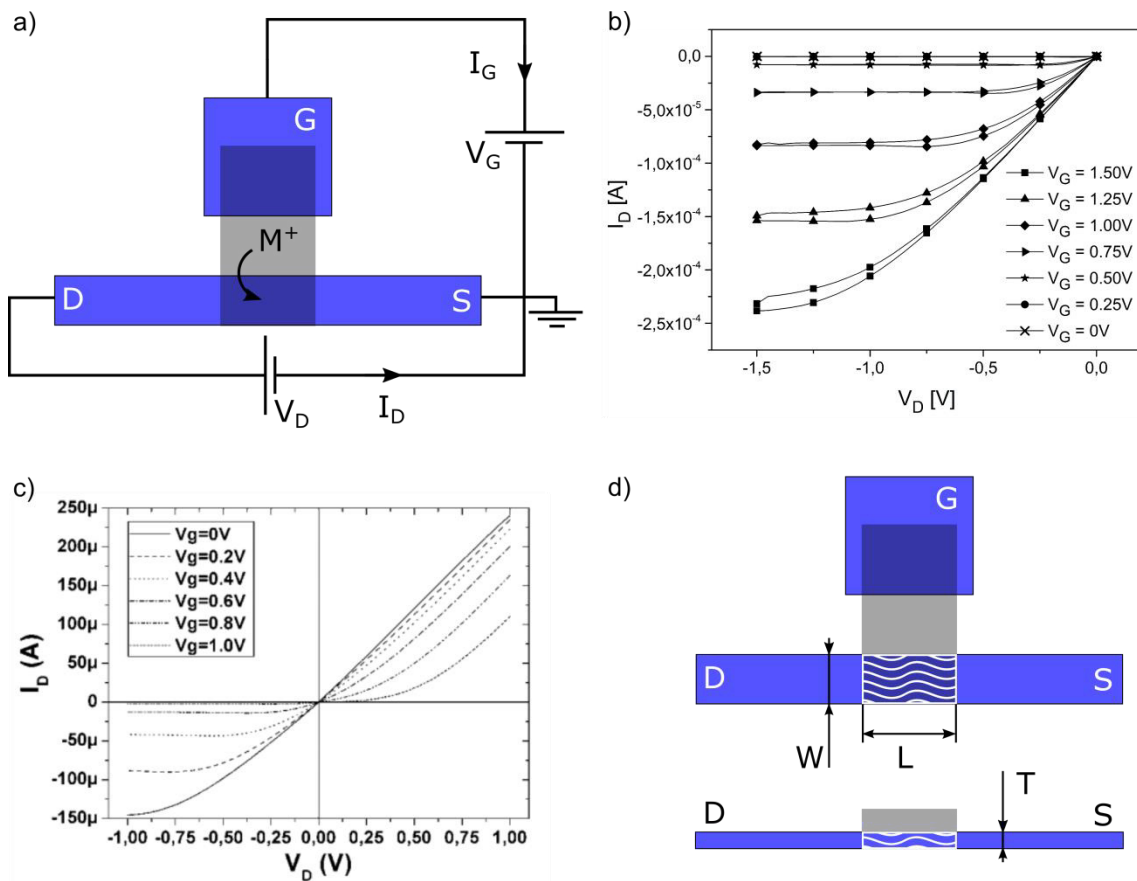 a)
G
I_G
V_G
M⁺
D
S
V_D
I_D
b)
0,0
-5,0x10⁻⁵
-1,0x10⁻⁴
-1,5x10⁻⁴
-2,0x10⁻⁴
-2,5x10⁻⁴
I_D [A]
V_G = 1.50V
V_G = 1.25V
V_G = 1.00V
V_G = 0.75V
V_G = 0.50V
V_G = 0.25V
V_G = 0V
-1,5
-1,0
-0,5
0,0
V_D [V]
c)
250µ
200µ
150µ
100µ
50µ
0
-50µ
-100µ
-150µ
I_D (A)
Vg=0V
Vg=0.2V
Vg=0.4V
Vg=0.6V
Vg=0.8V
Vg=1.0V
-1,00
-0,75
-0,50
-0,25
0,00
0,25
0,50
0,75
1,00
V_D (V)
d)
G
D
S
W
L
T
D
S